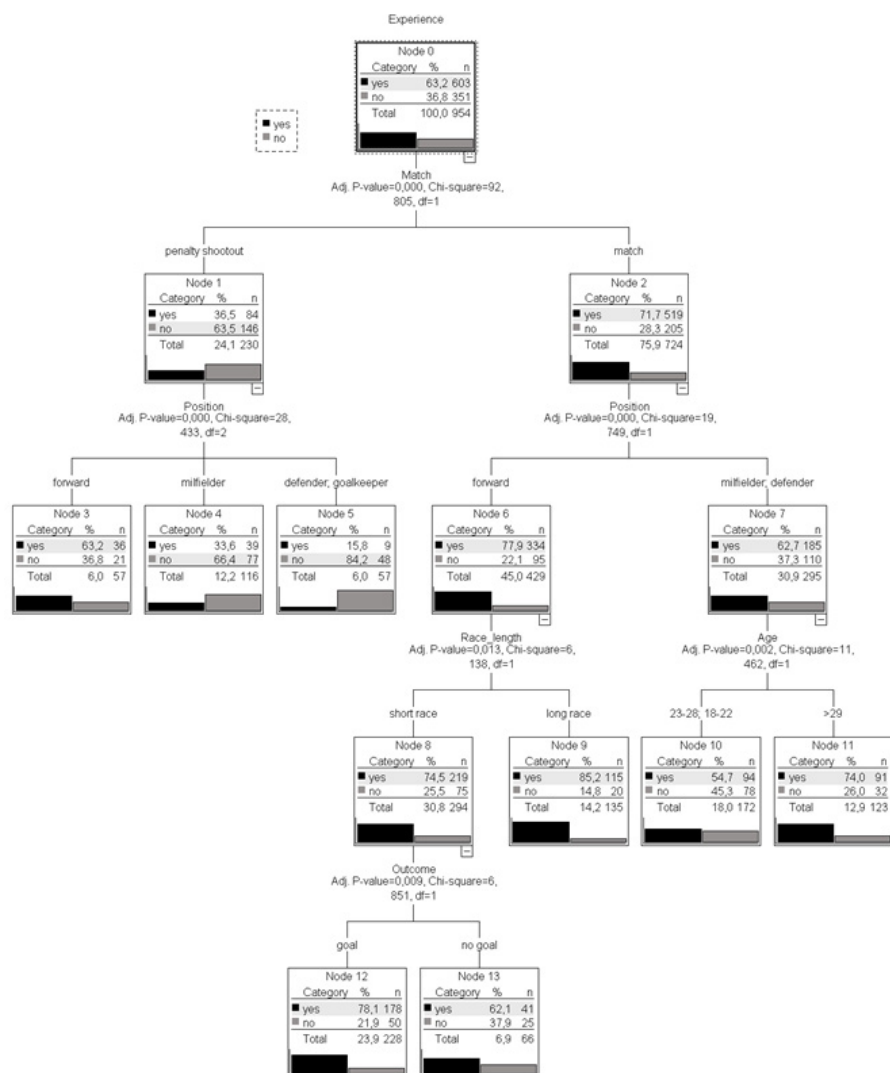 Experience
Node 0
Category % n
yes 63,2 603
no 36,8 351
Total 100,0 954
yes
no
Match
Adj. P-value=0,000, Chi-square=92,
805, df=1
penalty shootout
match
Node 1
Category % n
yes 36,5 84
no 63,5 146
Total 24,1 230
Node 2
Category % n
yes 71,7 519
no 28,3 205
Total 75,9 724
Position
Adj. P-value=0,000, Chi-square=28,
433, df=2
Position
Adj. P-value=0,000, Chi-square=19,
749, df=1
forward
milfielder
defender; goalkeeper
forward
milfielder; defender
Node 3
Category % n
yes 63,2 36
no 36,8 21
Total 6,0 57
Node 4
Category % n
yes 33,6 39
no 66,4 77
Total 12,2 116
Node 5
Category % n
yes 15,8 9
no 84,2 48
Total 6,0 57
Node 6
Category % n
yes 77,9 334
no 22,1 95
Total 45,0 429
Node 7
Category % n
yes 62,7 185
no 37,3 110
Total 30,9 295
Race_length
Adj. P-value=0,013, Chi-square=6,
138, df=1
Age
Adj. P-value=0,002, Chi-square=11,
462, df=1
short race
long race
23-28; 18-22
>29
Node 8
Category % n
yes 74,5 219
no 25,5 75
Total 30,8 294
Node 9
Category % n
yes 85,2 115
no 14,8 20
Total 14,2 135
Node 10
Category % n
yes 54,7 94
no 45,3 78
Total 18,0 172
Node 11
Category % n
yes 74,0 91
no 26,0 32
Total 12,9 123
Outcome
Adj. P-value=0,009, Chi-square=6,
851, df=1
goal
no goal
Node 12
Category % n
yes 78,1 178
no 21,9 50
Total 23,9 228
Node 13
Category % n
yes 62,1 41
no 37,9 25
Total 6,9 66